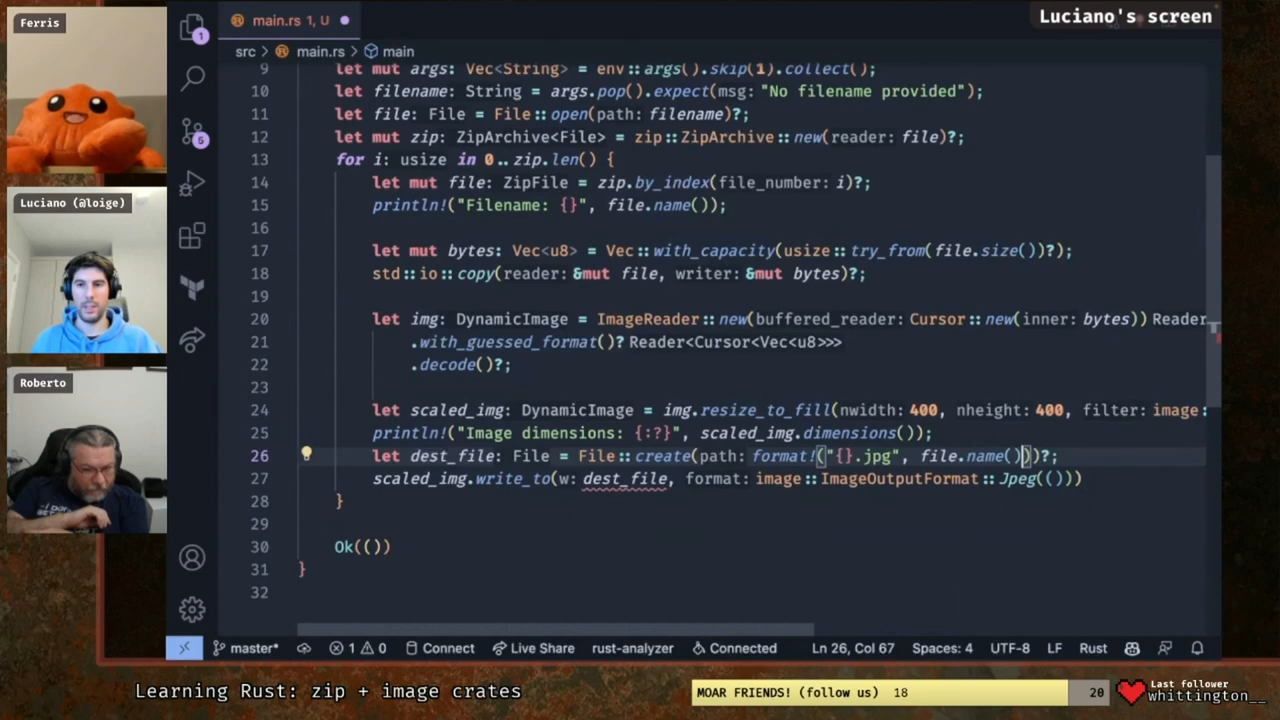 Ferris
Luciano (@loige)
Roberto
Luciano's screen
main.rs 1, U
src > main.rs > main
1
5
9 let mut args: Vec<String> = env::args().skip(1).collect();
10 let filename: String = args.pop().expect(msg: "No filename provided");
11 let file: File = File::open(path: filename)?;
12 let mut zip: ZipArchive<File> = zip::ZipArchive::new(reader: file)?;
13 for i: usize in 0..zip.len() {
14 let mut file: ZipFile = zip.by_index(file_number: i)?;
15 println!("Filename: {}", file.name());
16
17 let mut bytes: Vec<u8> = Vec::with_capacity(usize::try_from(file.size())?);
18 std::io::copy(reader: &mut file, writer: &mut bytes)?;
19
20 let img: DynamicImage = ImageReader::new(buffered_reader: Cursor::new(inner: bytes)) Reader
21 .with_guessed_format()? Reader<Cursor<Vec<u8>>>
22 .decode()?;
23
24 let scaled_img: DynamicImage = img.resize_to_fill(nwidth: 400, nheight: 400, filter: image:
25 println!("Image dimensions: {:?}", scaled_img.dimensions());
26 let dest_file: File = File::create(path: format!("{}.jpg", file.name()))?;
27 scaled_img.write_to(w: dest_file, format: image::ImageOutputFormat::Jpeg(()))
28 }
29
30 Ok(())
31 }
32
master* 1 0 Connect Live Share rust-analyzer Connected Ln 26, Col 67 Spaces: 4 UTF-8 LF Rust
Learning Rust: zip + image crates
MOAR FRIENDS! (follow us) 18
20
Last follower
whittington__